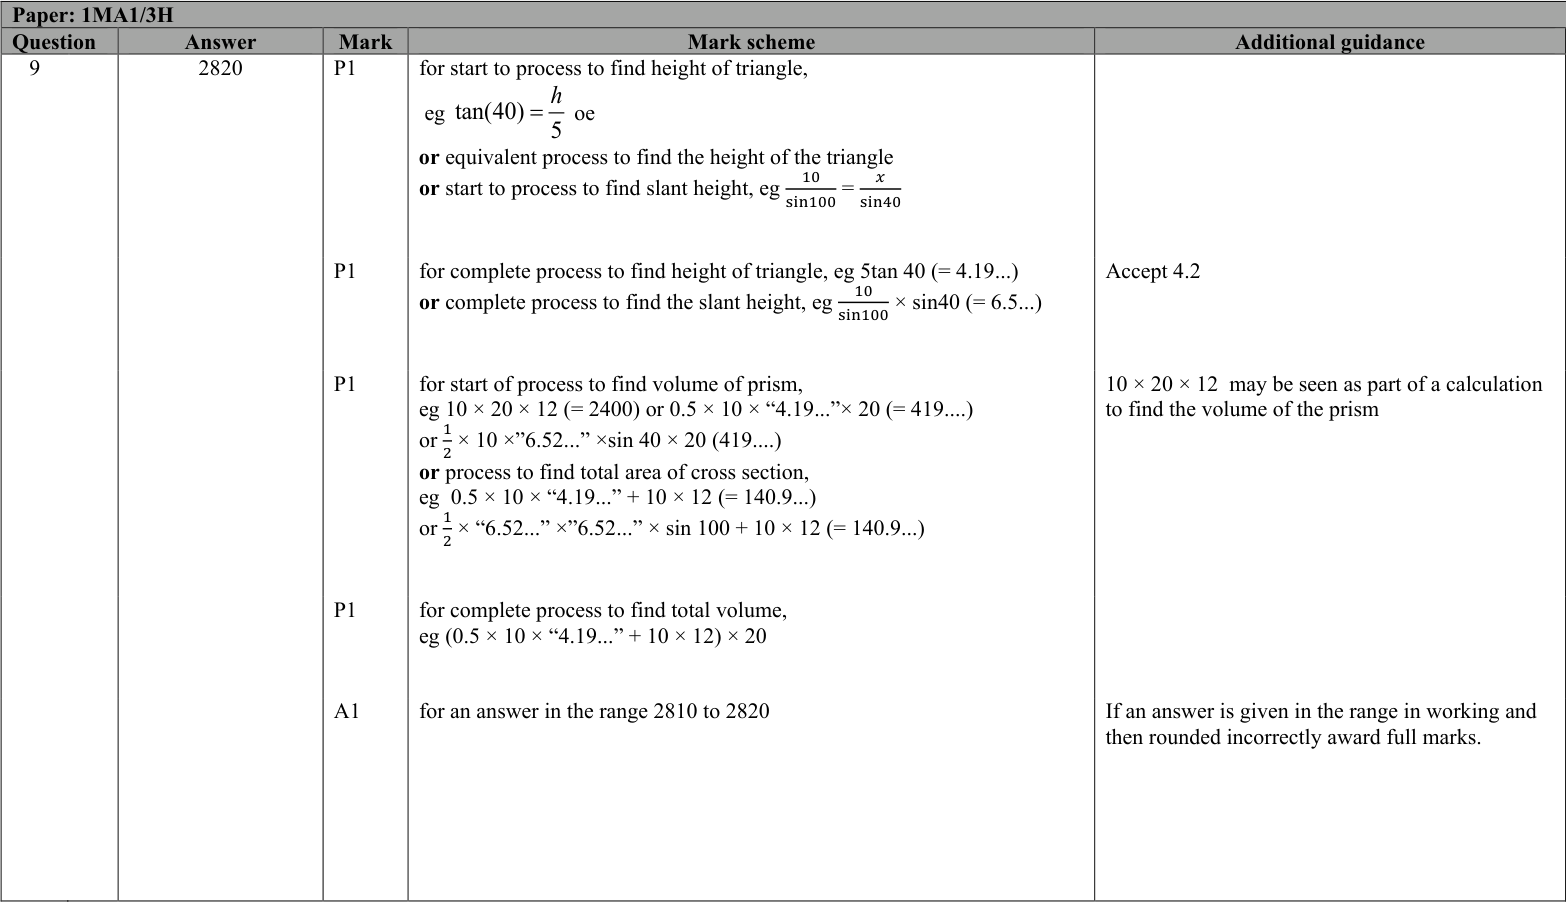 Paper: 1MA1/3H
Question Answer Mark Mark scheme Additional guidance
9 2820 P1 for start to process to find height of triangle,
eg tan(40) = h/5 oe
or equivalent process to find the height of the triangle
or start to process to find slant height, eg 10/sin100 = x/sin40
P1 for complete process to find height of triangle, eg 5tan 40 (= 4.19...) Accept 4.2
or complete process to find the slant height, eg 10/sin100 × sin40 (= 6.5...)
P1 for start of process to find volume of prism, 10 × 20 × 12 may be seen as part of a calculation
eg 10 × 20 × 12 (= 2400) or 0.5 × 10 × “4.19...”× 20 (= 419....) to find the volume of the prism
or 1/2 × 10 ×”6.52...” ×sin 40 × 20 (419....)
or process to find total area of cross section,
eg 0.5 × 10 × “4.19...” + 10 × 12 (= 140.9...)
or 1/2 × “6.52...” ×”6.52...” × sin 100 + 10 × 12 (= 140.9...)
P1 for complete process to find total volume,
eg (0.5 × 10 × “4.19...” + 10 × 12) × 20
A1 for an answer in the range 2810 to 2820 If an answer is given in the range in working and
then rounded incorrectly award full marks.